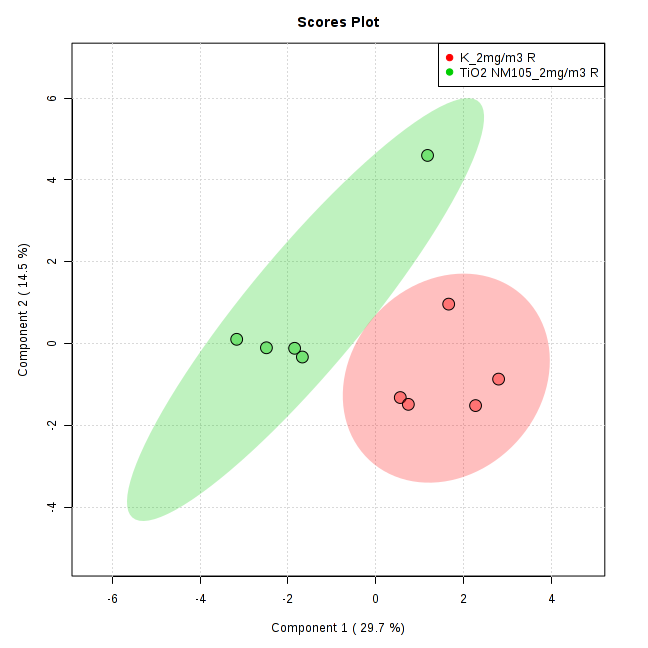 Scores Plot
K_2mg/m3 R
TiO2 NM105_2mg/m3 R
6
4
2
0
-2
-4
Component 2 ( 14.5 %)
-6
-4
-2
0
2
4
Component 1 ( 29.7 %)